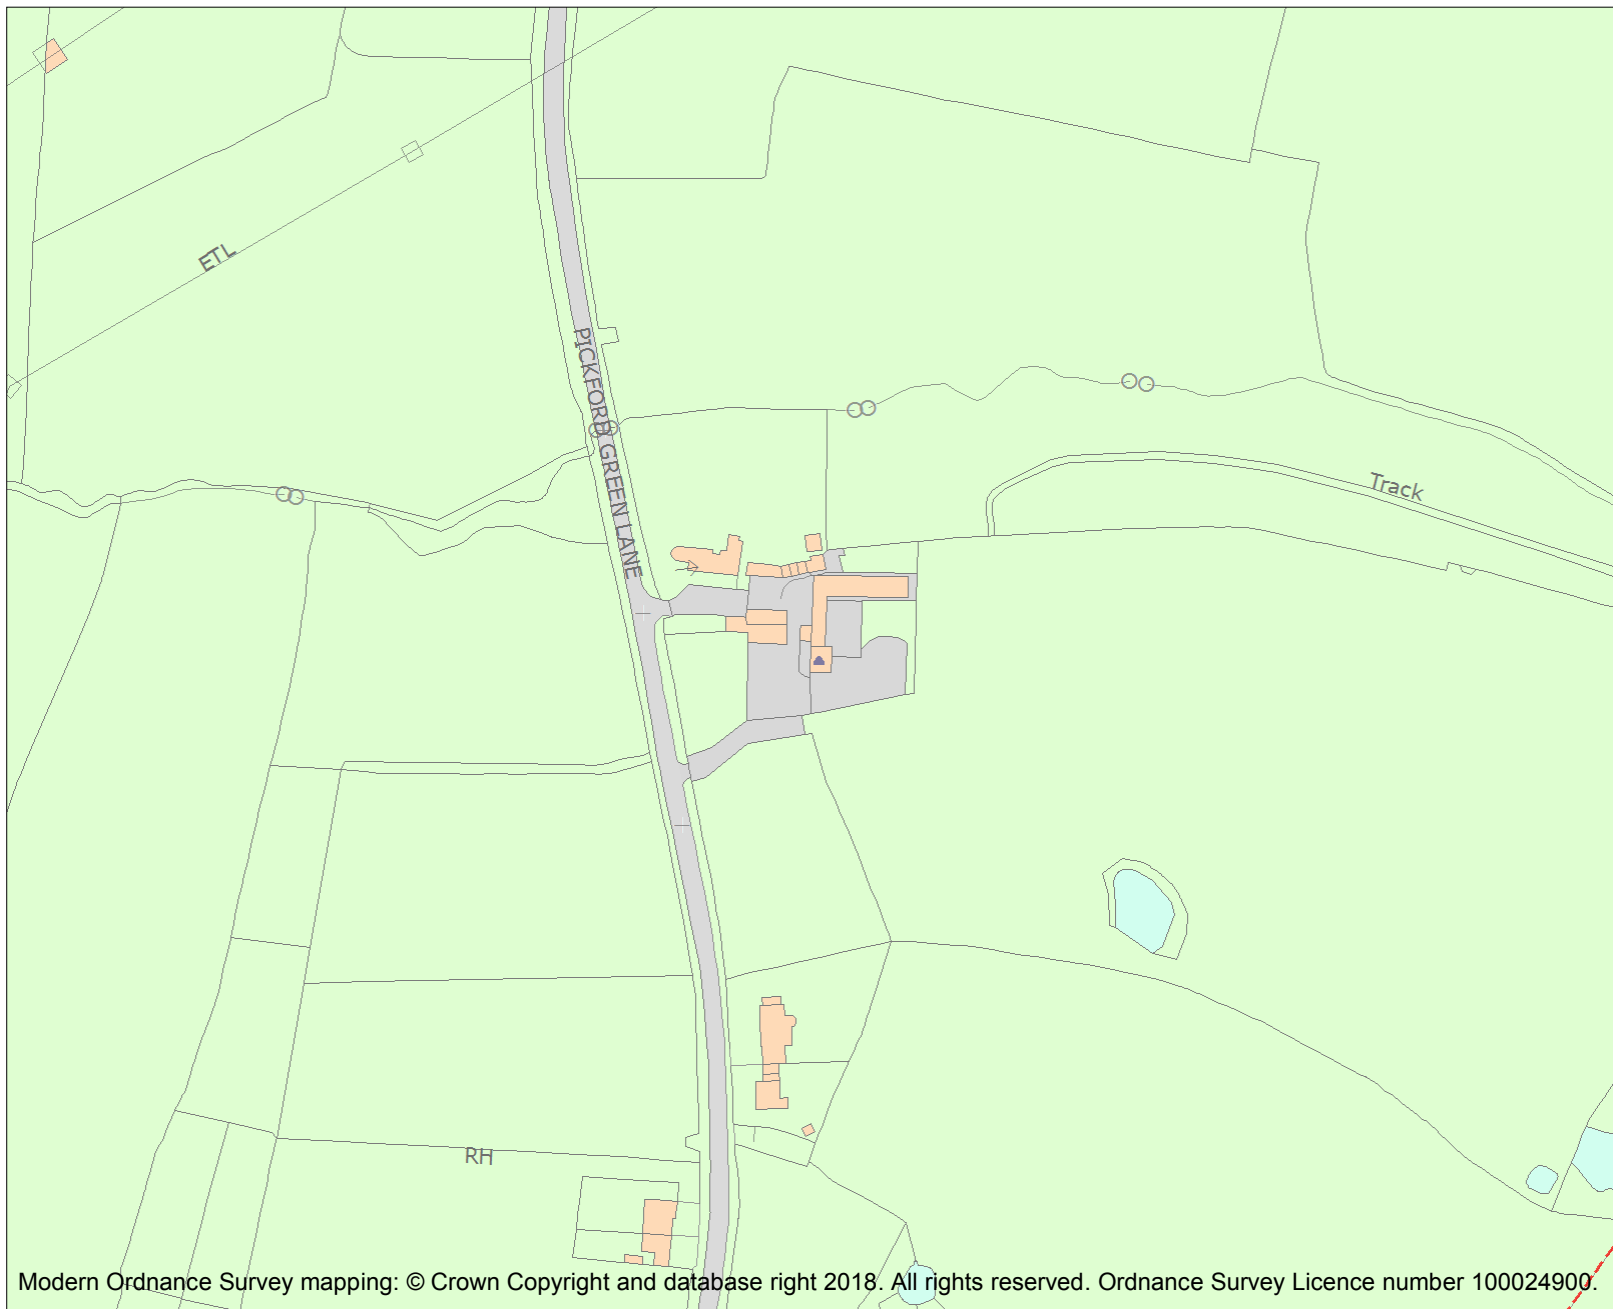 ETL
PICKFORD GREEN LANE
Track
RH
Modern Ordnance Survey mapping: © Crown Copyright and database right 2018. All rights reserved. Ordnance Survey Licence number 100024900.